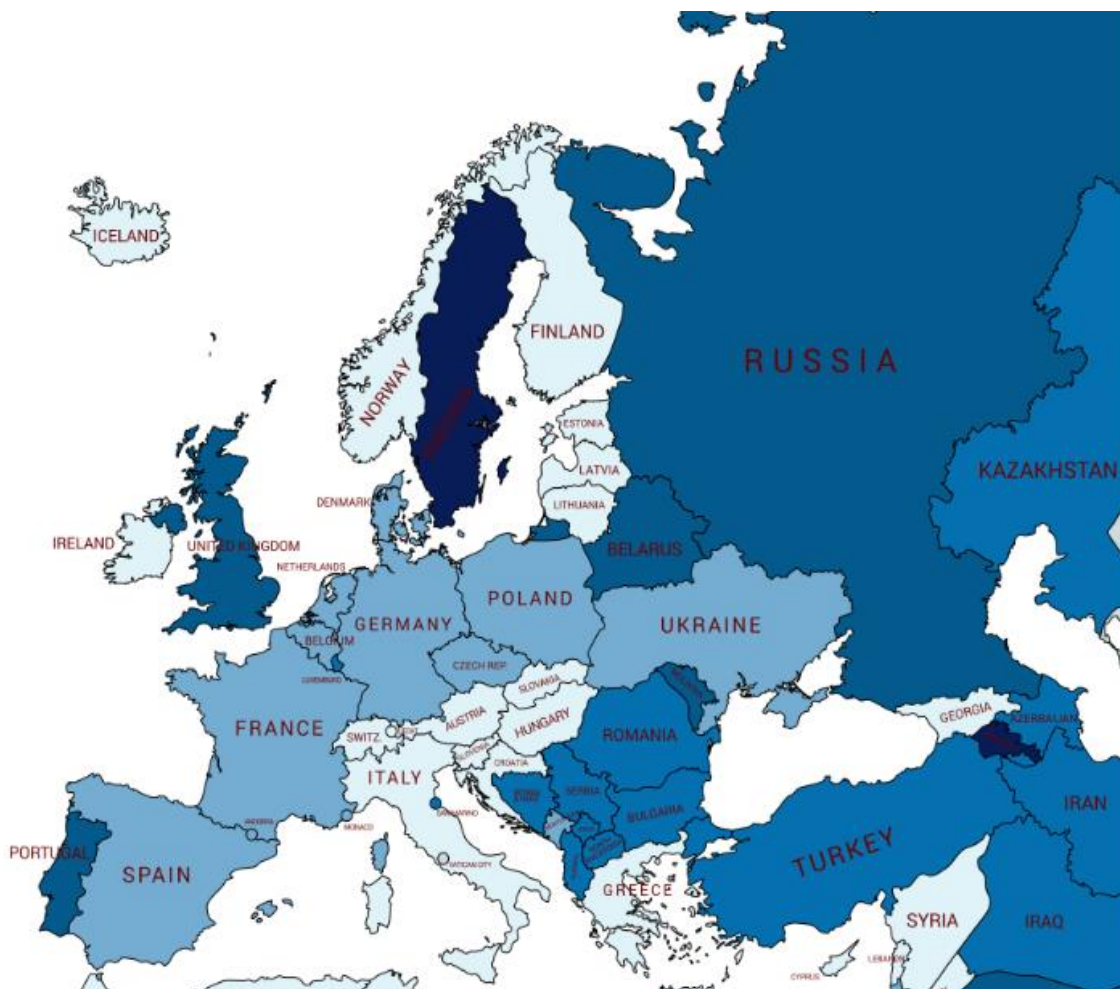 ICELAND
NORWAY
FINLAND
RUSSIA
ESTONIA
LATVIA
LITHUANIA
KAZAKHSTAN
DENMARK
IRELAND
UNITED KINGDOM
NETHERLANDS
BELARUS
POLAND
GERMANY
UKRAINE
BELGIUM
CZECH REP.
LUXEMBOURG
SLOVAKIA
FRANCE
AUSTRIA
HUNGARY
SWITZ.
SLOVENIA
CROATIA
ROMANIA
GEORGIA
AZERBAIJAN
ITALY
SERBIA
BULGARIA
SAN MARINO
MONACO
ANDORRA
PORTUGAL
SPAIN
VATICAN CITY
GREECE
TURKEY
IRAN
SYRIA
IRAQ
LEBANON
CYPRUS